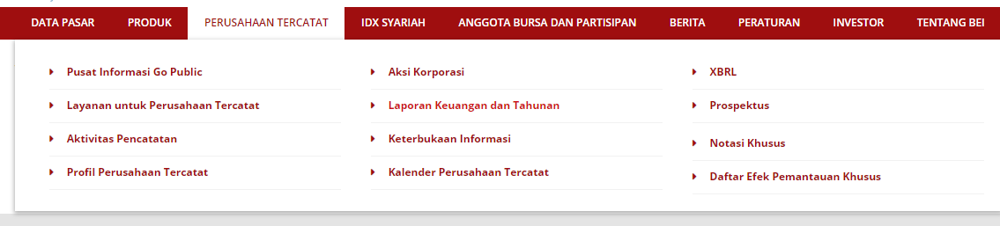 DATA PASAR PRODUK PERUSAHAAN TERCATAT IDX SYARIAH ANGGOTA BURSA DAN PARTISIPAN BERITA PERATURAN INVESTOR TENTANG BEI
Pusat Informasi Go Public
Layanan untuk Perusahaan Tercatat
Aktivitas Pencatatan
Profil Perusahaan Tercatat
Aksi Korporasi
Laporan Keuangan dan Tahunan
Keterbukaan Informasi
Kalender Perusahaan Tercatat
XBRL
Prospektus
Notasi Khusus
Daftar Efek Pemantauan Khusus